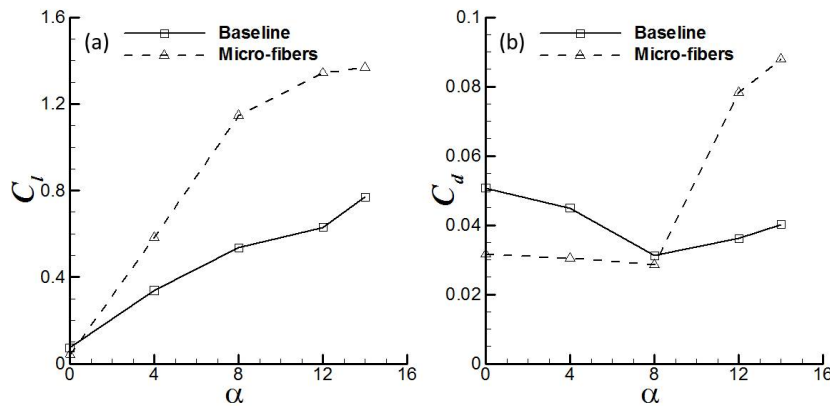 (a)
Baseline
Micro-fibers
1.6
1.2
0.8
0.4
0
C_l
0 4 8 12 16
α
(b)
Baseline
Micro-fibers
0.1
0.08
0.06
0.04
0.02
0
C_d
0 4 8 12 16
α